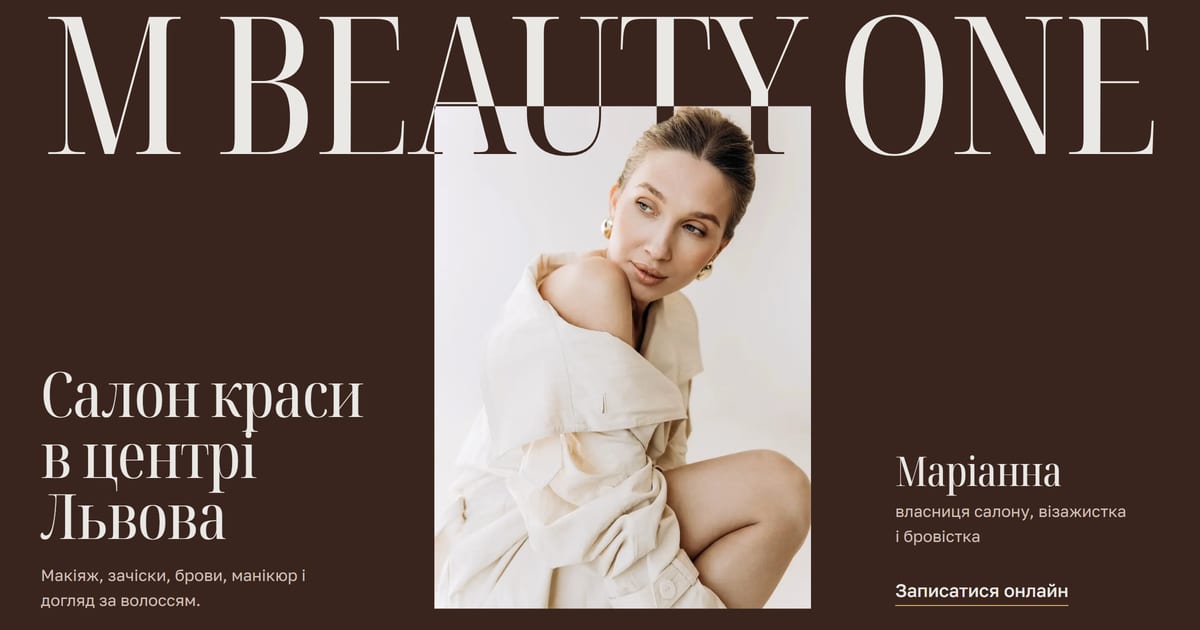 M BEAUTY ONE
Салон краси
в центрі
Львова
Макіяж, зачіски, брови, манікюр і
догляд за волоссям.
Маріанна
власниця салону, візажистка
і бровістка
Записатися онлайн